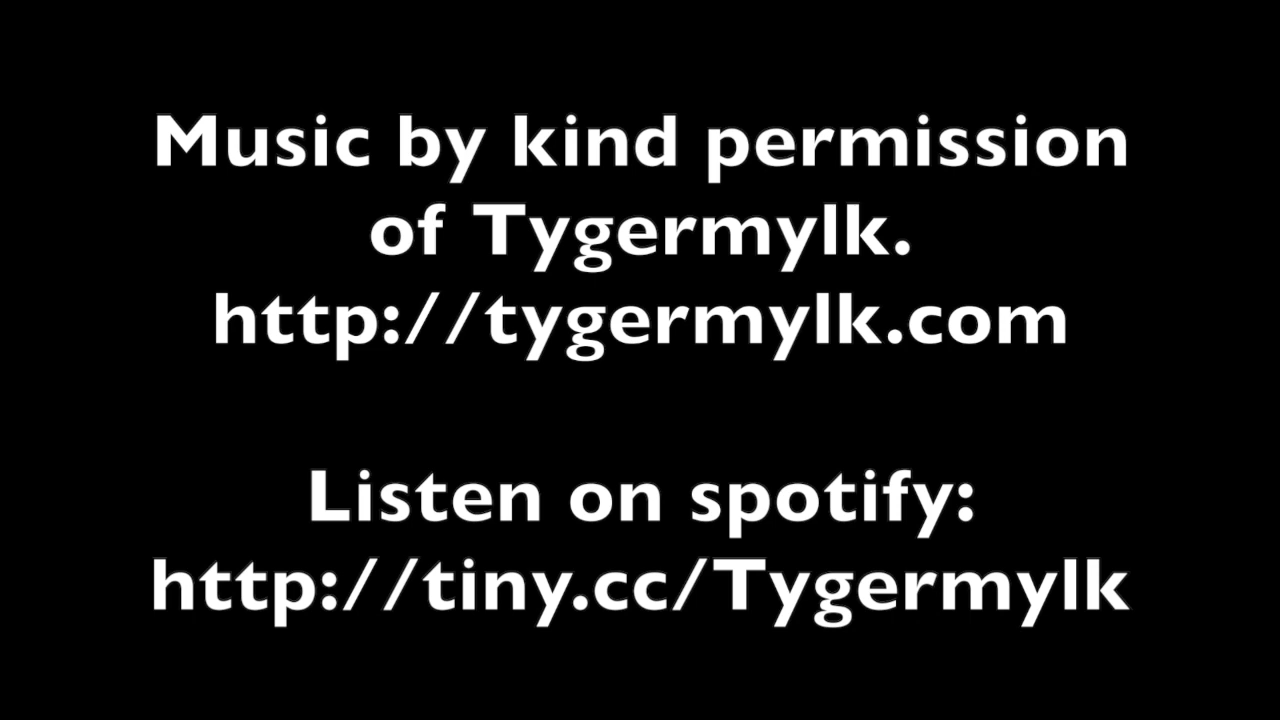 Music by kind permission
of Tygermylk.
http://tygermylk.com
Listen on spotify:
http://tiny.cc/Tygermylk